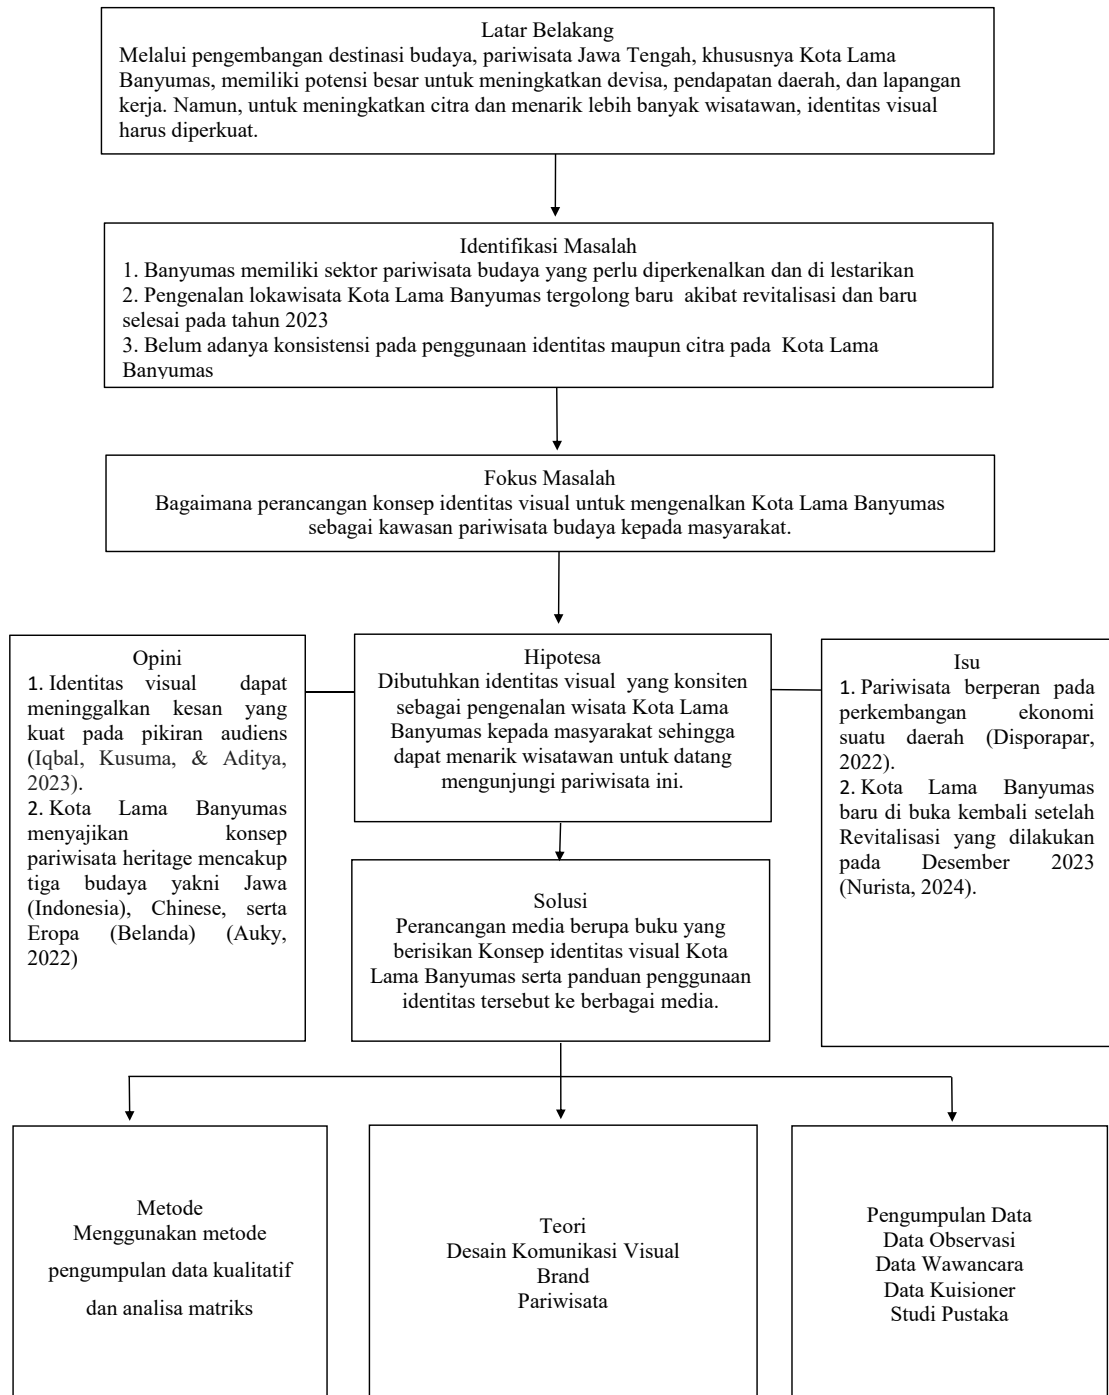 Latar Belakang
Melalui pengembangan destinasi budaya, pariwisata Jawa Tengah, khususnya Kota Lama
Banyumas, memiliki potensi besar untuk meningkatkan devisa, pendapatan daerah, dan lapangan
kerja. Namun, untuk meningkatkan citra dan menarik lebih banyak wisatawan, identitas visual
harus diperkuat.
Identifikasi Masalah
1. Banyumas memiliki sektor pariwisata budaya yang perlu diperkenalkan dan di lestarikan
2. Pengenalan lokawisata Kota Lama Banyumas tergolong baru akibat revitalisasi dan baru
selesai pada tahun 2023
3. Belum adanya konsistensi pada penggunaan identitas maupun citra pada Kota Lama
Banyumas
Fokus Masalah
Bagaimana perancangan konsep identitas visual untuk mengenalkan Kota Lama Banyumas
sebagai kawasan pariwisata budaya kepada masyarakat.
Opini
1. Identitas visual dapat
meninggalkan kesan yang
kuat pada pikiran audiens
(Iqbal, Kusuma, & Aditya,
2023).
2. Kota Lama Banyumas
menyajikan konsep
pariwisata heritage mencakup
tiga budaya yakni Jawa
(Indonesia), Chinese, serta
Eropa (Belanda) (Auky,
2022)
Hipotesa
Dibutuhkan identitas visual yang konsiten
sebagai pengenalan wisata Kota Lama
Banyumas kepada masyarakat sehingga
dapat menarik wisatawan untuk datang
mengunjungi pariwisata ini.
Isu
1. Pariwisata berperan pada
perkembangan ekonomi
suatu daerah (Disporapar,
2022).
2. Kota Lama Banyumas
baru di buka kembali setelah
Revitalisasi yang dilakukan
pada Desember 2023
(Nurista, 2024).
Solusi
Perancangan media berupa buku yang
berisikan Konsep identitas visual Kota
Lama Banyumas serta panduan penggunaan
identitas tersebut ke berbagai media.
Metode
Menggunakan metode
pengumpulan data kualitatif
dan analisa matriks
Teori
Desain Komunikasi Visual
Brand
Pariwisata
Pengumpulan Data
Data Observasi
Data Wawancara
Data Kuisioner
Studi Pustaka